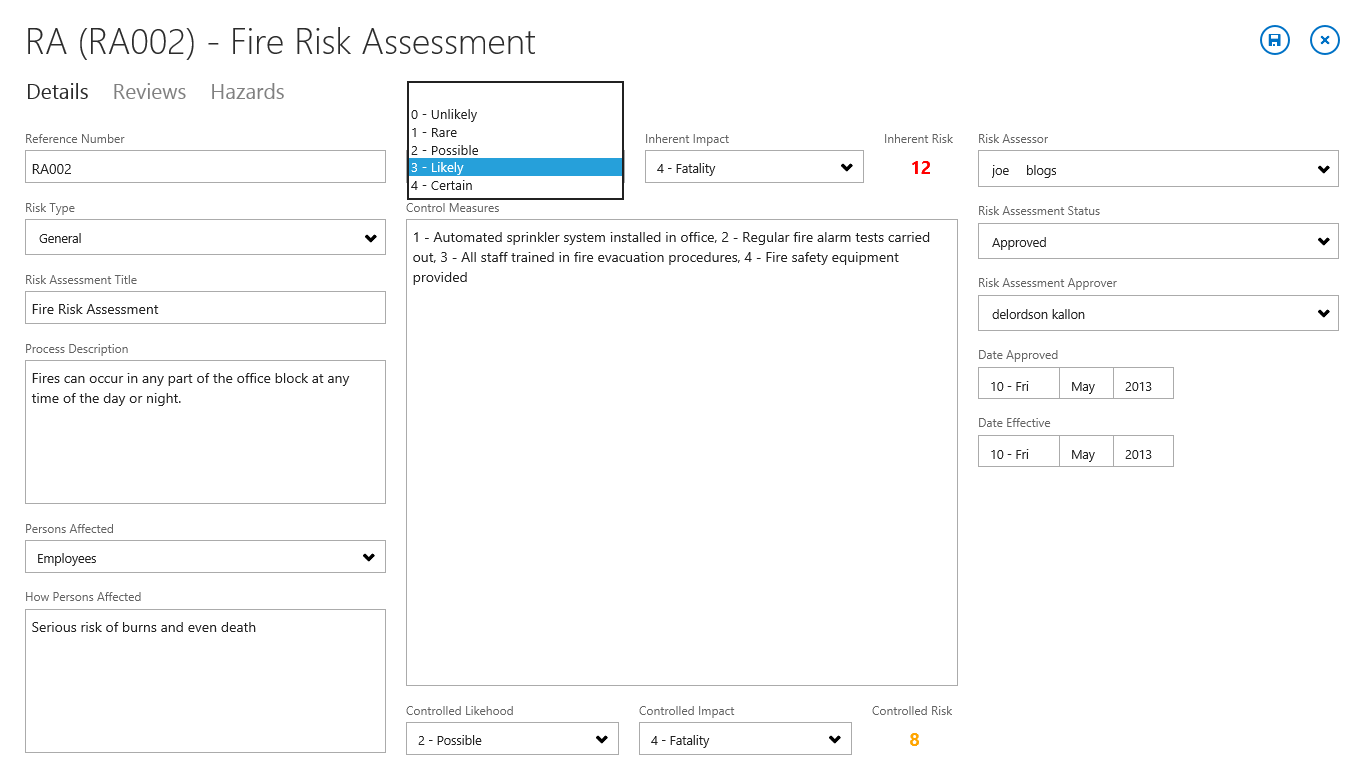 RA (RA002) - Fire Risk Assessment
Details Reviews Hazards
Reference Number
RA002
Risk Type
General
Risk Assessment Title
Fire Risk Assessment
Process Description
Fires can occur in any part of the office block at any
time of the day or night.
Persons Affected
Employees
How Persons Affected
Serious risk of burns and even death
0 - Unlikely
1 - Rare
2 - Possible
3 - Likely
4 - Certain
Inherent Impact
4 - Fatality
Inherent Risk
12
Control Measures
1 - Automated sprinkler system installed in office, 2 - Regular fire alarm tests carried
out, 3 - All staff trained in fire evacuation procedures, 4 - Fire safety equipment
provided
Controlled Likehood
2 - Possible
Controlled Impact
4 - Fatality
Controlled Risk
8
Risk Assessor
joe blogs
Risk Assessment Status
Approved
Risk Assessment Approver
delordson kallon
Date Approved
10 - Fri May 2013
Date Effective
10 - Fri May 2013